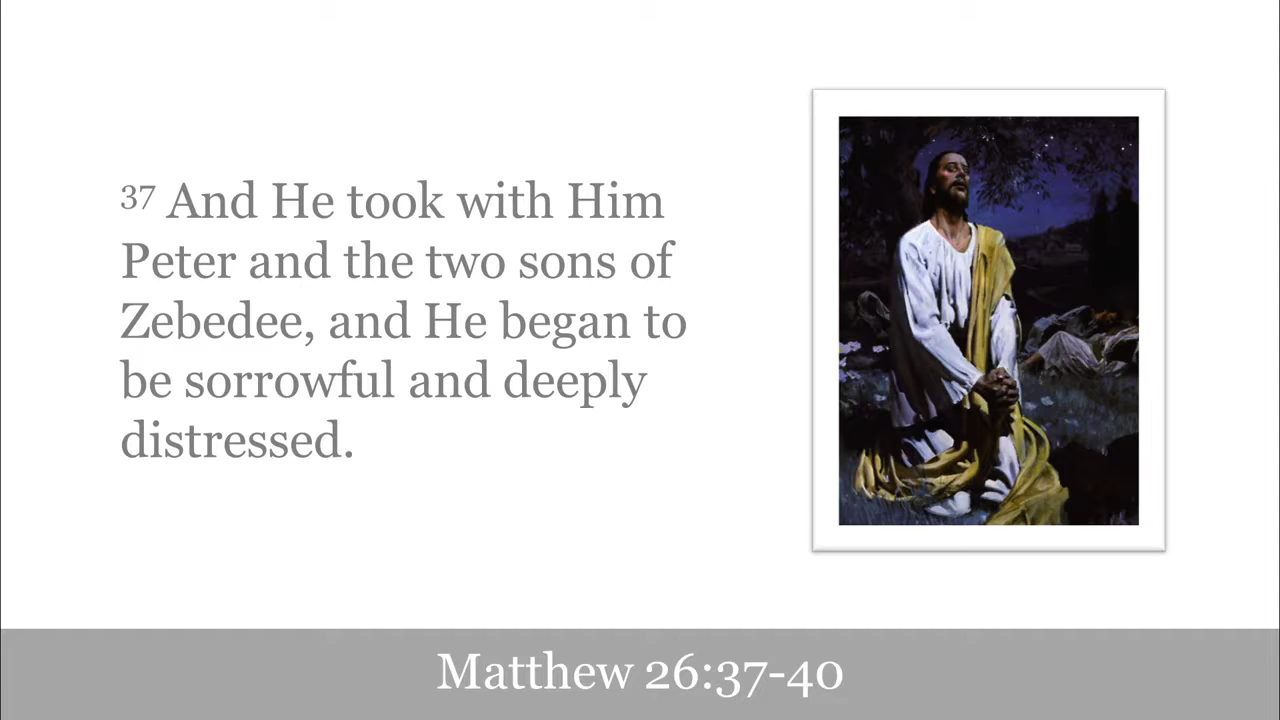 37 And He took with Him
Peter and the two sons of
Zebedee, and He began to
be sorrowful and deeply
distressed.
Matthew 26:37-40